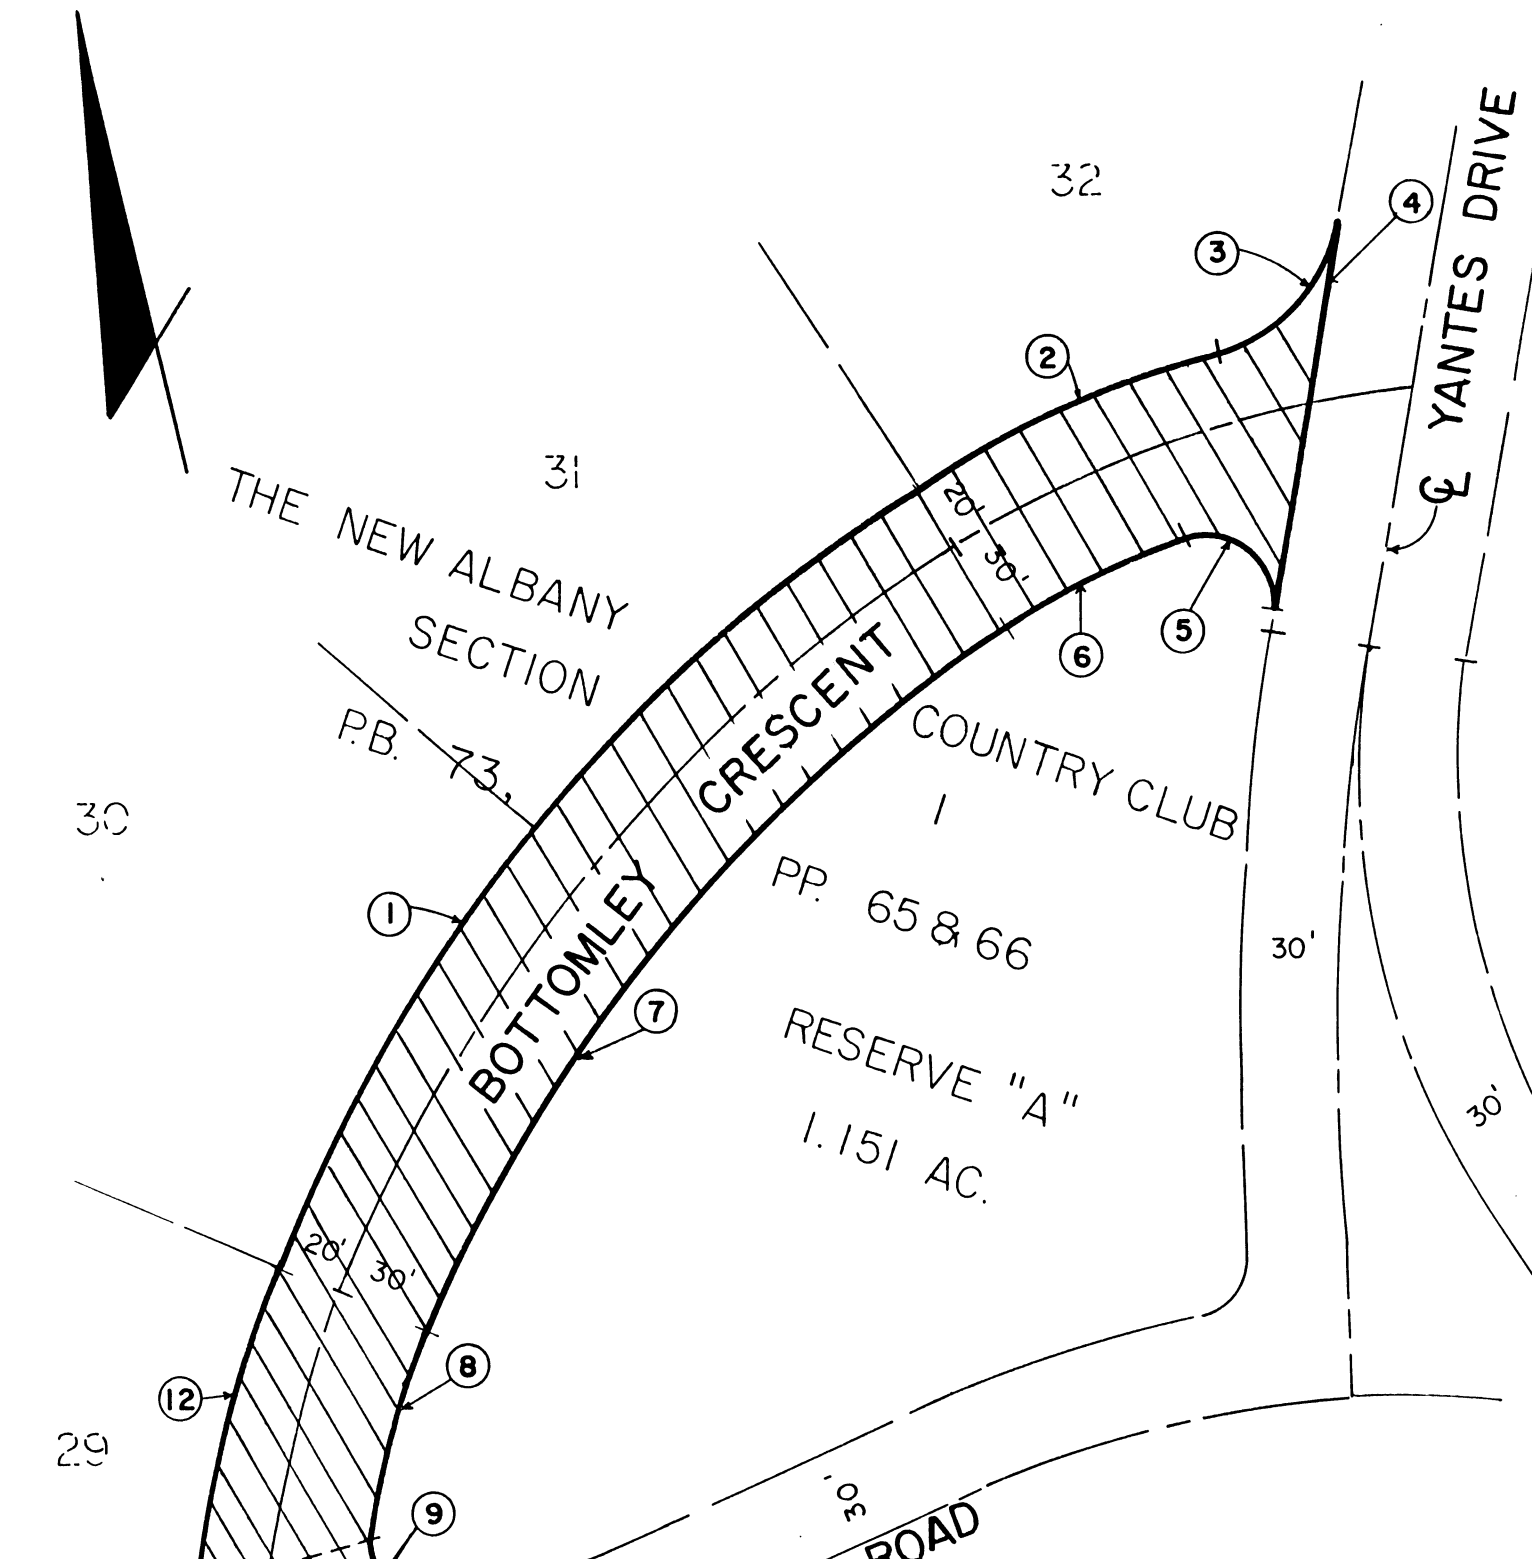 32
4
YANTES DRIVE
3
2
℄
31
THE NEW ALBANY
SECTION
P.B. 73,
20'
30'
5
6
CRESCENT
COUNTRY CLUB
1
PP. 65 & 66
30
1
BOTTOMLEY
7
30'
RESERVE "A"
1.151 AC.
30'
20'
30'
8
12
29
9
30'
ROAD